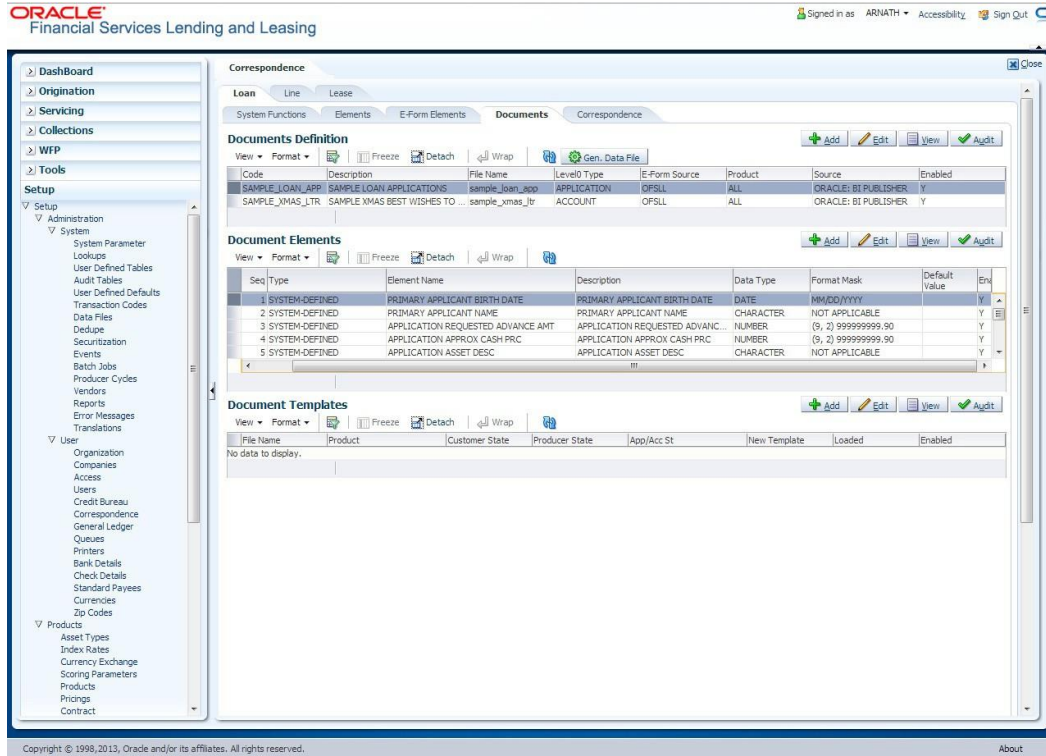 ORACLE
Financial Services Lending and Leasing
Signed in as ARNATH Accessibility Sign Out
DashBoard
Origination
Servicing
Collections
WFP
Tools
Setup
Setup
Administration
System
System Parameter
Lookups
User Defined Tables
Audit Tables
User Defined Defaults
Transaction Codes
Data Files
Dedupe
Securitization
Events
Batch Jobs
Producer Cycles
Vendors
Reports
Error Messages
Translations
User
Organization
Companies
Access
Users
Credit Bureau
Correspondence
General Ledger
Queues
Printers
Bank Details
Check Details
Standard Payees
Currencies
Zip Codes
Products
Asset Types
Index Rates
Currency Exchange
Scoring Parameters
Products
Pricings
Contract
Correspondence
Close
Loan Line Lease
System Functions Elements E-Form Elements Documents Correspondence
Documents Definition
Add Edit View Audit
View Format Freeze Detach Wrap Gen. Data File
Code Description File Name Level0 Type E-Form Source Product Source Enabled
SAMPLE_LOAN_APP SAMPLE LOAN APPLICATIONS sample_loan_app APPLICATION OFSLL ALL ORACLE: BI PUBLISHER Y
SAMPLE_XMAS_LTR SAMPLE XMAS BEST WISHES TO ... sample_xmas_ltr ACCOUNT OFSLL ALL ORACLE: BI PUBLISHER Y
Document Elements
Add Edit View Audit
View Format Freeze Detach Wrap
Seq Type Element Name Description Data Type Format Mask Default Value Ena
1 SYSTEM-DEFINED PRIMARY APPLICANT BIRTH DATE PRIMARY APPLICANT BIRTH DATE DATE MM/DD/YYYY Y
2 SYSTEM-DEFINED PRIMARY APPLICANT NAME PRIMARY APPLICANT NAME CHARACTER NOT APPLICABLE Y
3 SYSTEM-DEFINED APPLICATION REQUESTED ADVANCE AMT APPLICATION REQUESTED ADVANC... NUMBER (9, 2) 999999999.90 Y
4 SYSTEM-DEFINED APPLICATION APPROX CASH PRC APPLICATION APPROX CASH PRC NUMBER (9, 2) 999999999.90 Y
5 SYSTEM-DEFINED APPLICATION ASSET DESC APPLICATION ASSET DESC CHARACTER NOT APPLICABLE Y
Document Templates
Add Edit View Audit
View Format Freeze Detach Wrap
File Name Product Customer State Producer State App/Acc St New Template Loaded Enabled
No data to display.
Copyright © 1998,2013, Oracle and/or its affiliates. All rights reserved.
About